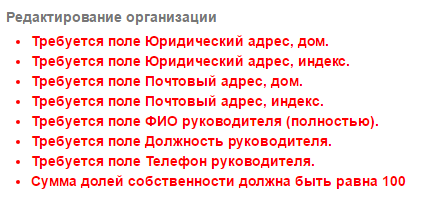 Редактирование организации
Требуется поле Юридический адрес, дом.
Требуется поле Юридический адрес, индекс.
Требуется поле Почтовый адрес, дом.
Требуется поле Почтовый адрес, индекс.
Требуется поле ФИО руководителя (полностью).
Требуется поле Должность руководителя.
Требуется поле Телефон руководителя.
Сумма долей собственности должна быть равна 100